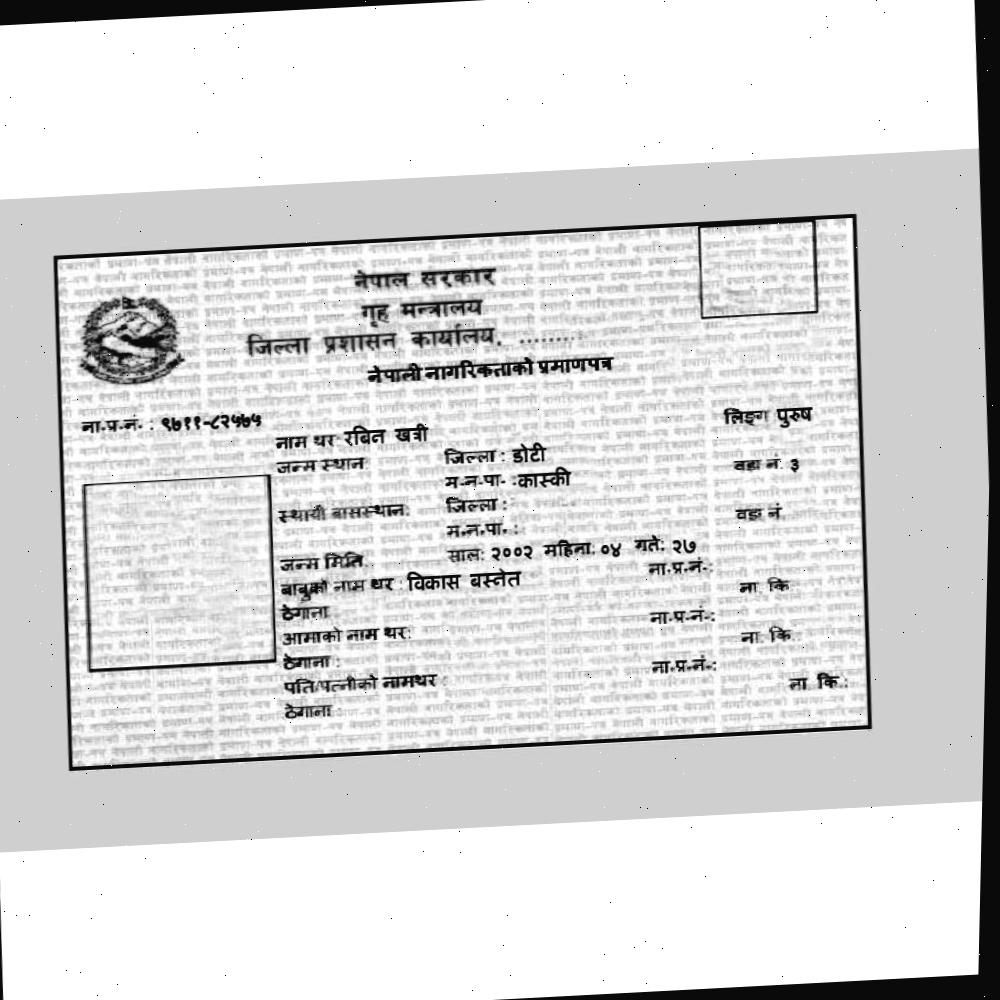 नेपाल सरकार
गृह मन्त्रालय
जिल्ला प्रशासन कार्यालय, .........
नेपाली नागरिकताको प्रमाणपत्र
ना.प्र.नं. : ९७११-८२५७५ लिङ्ग पुरुष
नाम थर रबिन खत्री
जन्म स्थान: जिल्ला : डोटी वडा नं. ३
म.न.पा. :कास्की
स्थायी बासस्थान: जिल्ला : वडा नं.
म.न.पा. :
जन्म मिति: साल: २००२ महिना: ०४ गते: २७
बाबुको नाम थर : विकास बस्नेत ना.प्र.नं.:
ठेगाना ना. कि.
आमाको नाम थर: ना.प्र.नं.:
ठेगाना : ना. कि.
पति/पत्नीको नामथर : ना.प्र.नं.:
ठेगाना : ना. कि.: